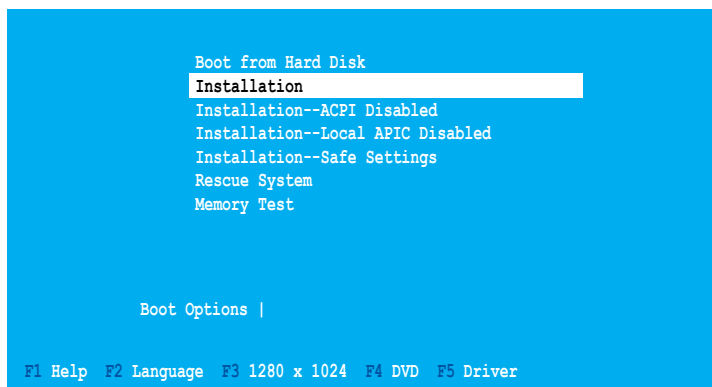 Boot from Hard Disk
Installation
Installation--ACPI Disabled
Installation--Local APIC Disabled
Installation--Safe Settings
Rescue System
Memory Test
Boot Options |
F1 Help F2 Language F3 1280 x 1024 F4 DVD F5 Driver